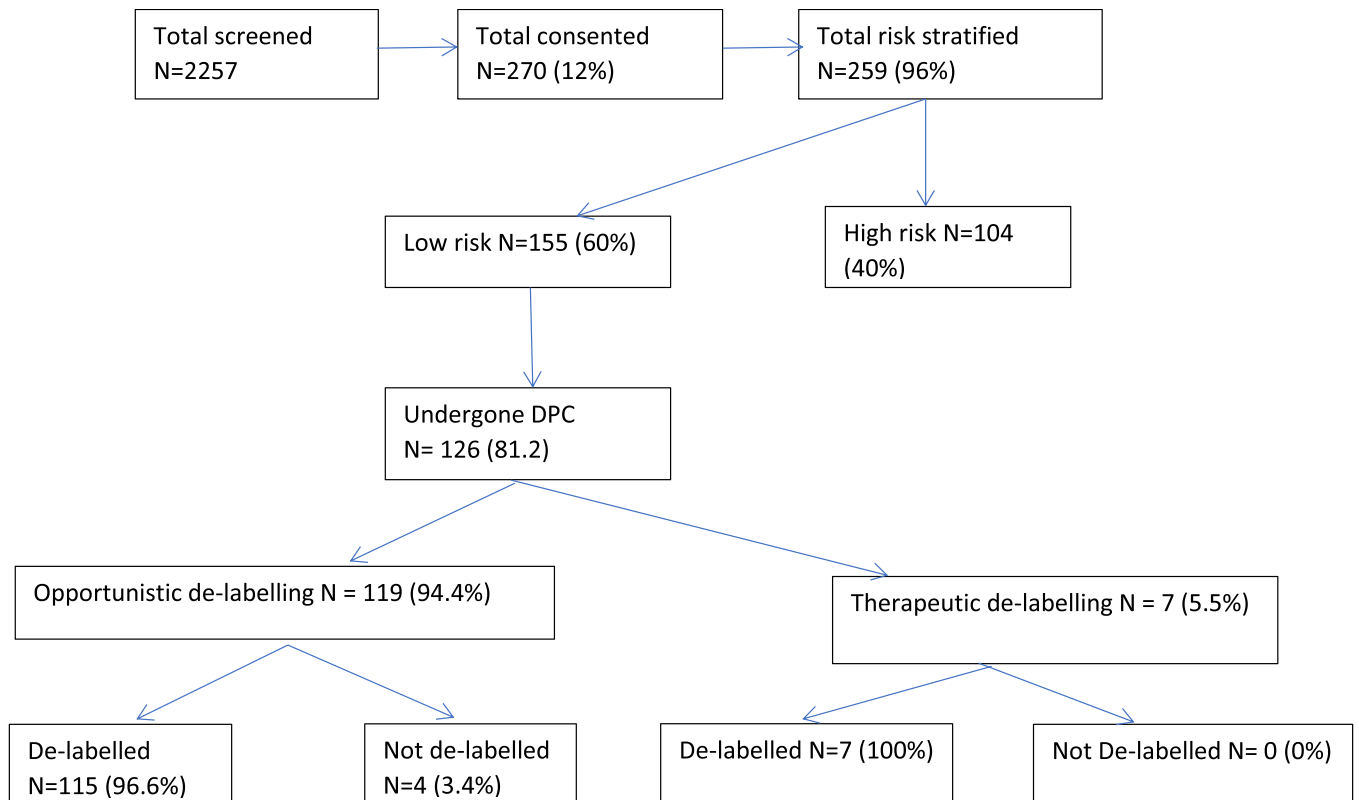 Total screened
N=2257
Total consented
N=270 (12%)
Total risk stratified
N=259 (96%)
Low risk N=155 (60%)
High risk N=104
(40%)
Undergone DPC
N= 126 (81.2)
Opportunistic de-labelling N = 119 (94.4%)
Therapeutic de-labelling N = 7 (5.5%)
De-labelled
N=115 (96.6%)
Not de-labelled
N=4 (3.4%)
De-labelled N=7 (100%)
Not De-labelled N= 0 (0%)